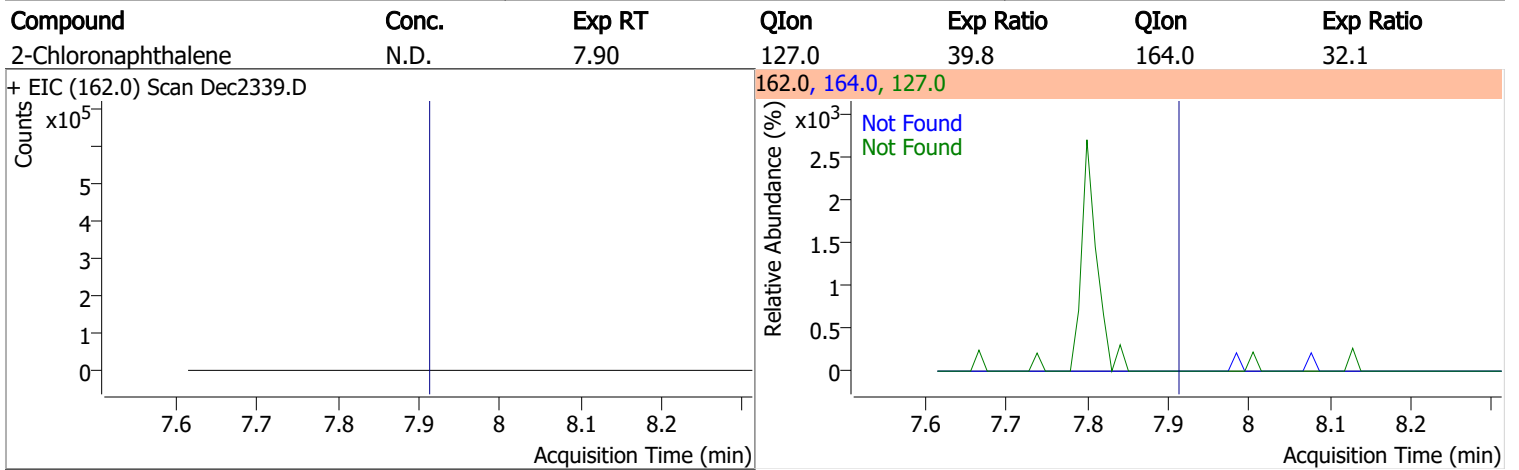 Compound Conc. Exp RT QIon Exp Ratio QIon Exp Ratio
2-Chloronaphthalene N.D. 7.90 127.0 39.8 164.0 32.1
+ EIC (162.0) Scan Dec2339.D
Counts
x10⁵
5
4
3
2
1
0
7.6 7.7 7.8 7.9 8 8.1 8.2
Acquisition Time (min)
162.0, 164.0, 127.0
Relative Abundance (%)
x10³
Not Found
Not Found
2.5
2
1.5
1
0.5
0
7.6 7.7 7.8 7.9 8 8.1 8.2
Acquisition Time (min)